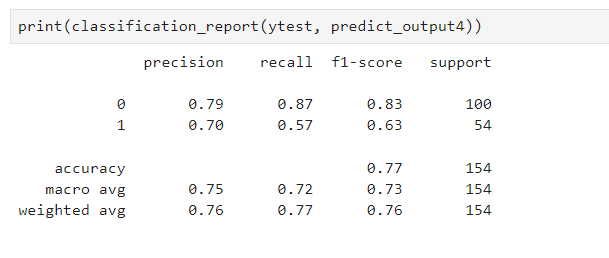 print(classification_report(ytest, predict_output4))
precision recall f1-score support
0 0.79 0.87 0.83 100
1 0.70 0.57 0.63 54
accuracy 0.77 154
macro avg 0.75 0.72 0.73 154
weighted avg 0.76 0.77 0.76 154